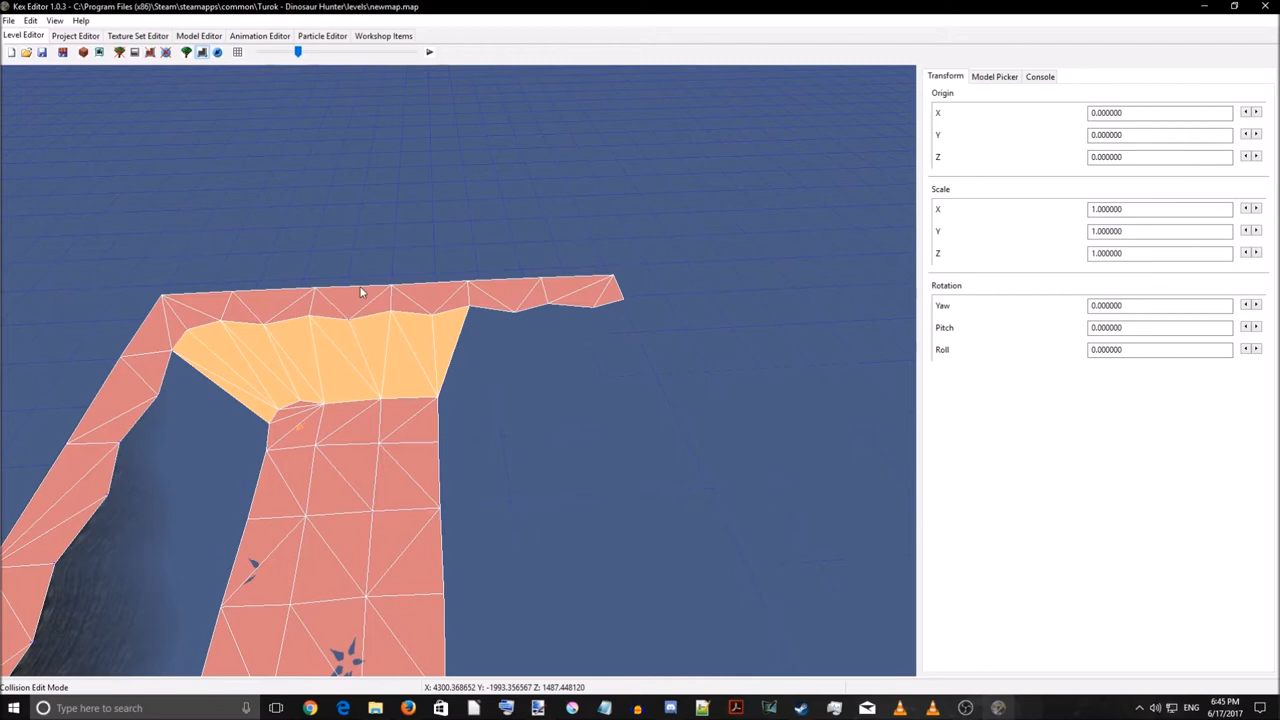 Kex Editor 1.0.3 - C:\Program Files (x86)\Steam\steamapps\common\Turok - Dinosaur Hunter\levels\newmap.map
File Edit View Help
Level Editor Project Editor Texture Set Editor Model Editor Animation Editor Particle Editor Workshop Items
Transform Model Picker Console
Origin
X 0.000000
Y 0.000000
Z 0.000000
Scale
X 1.000000
Y 1.000000
Z 1.000000
Rotation
Yaw 0.000000
Pitch 0.000000
Roll 0.000000
Collision Edit Mode X: 4300.368652 Y: -1993.356567 Z: 1487.448120
Type here to search
ENG
6:45 PM
6/17/2017